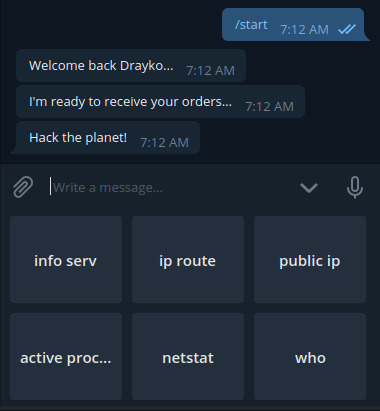 /start 7:12 AM
Welcome back Drayko... 7:12 AM
I'm ready to receive your orders... 7:12 AM
Hack the planet! 7:12 AM
Write a message...
info serv ip route public ip
active proc... netstat who